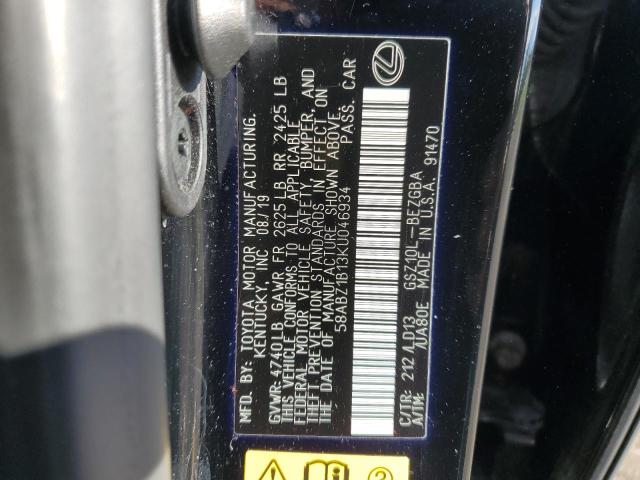 MFD. BY: TOYOTA MOTOR MANUFACTURING.
KENTUCKY, INC 08/19
GVWR: 4740LB GAWR FR 2625LB RR 2425 LB
THIS VEHICLE CONFORMS TO ALL APPLICABLE
FEDERAL MOTOR VEHICLE SAFETY, BUMPER, AND
THEFT PREVENTION STANDARDS IN EFFECT ON
THE DATE OF MANUFACTURE SHOWN ABOVE.
58ABZ1B13KU046934 PASS. CAR
C/TR: 212 /LD13 GSZ10L-BEZGBA
A/TM: /UA80E MADE IN U.S.A. 91470